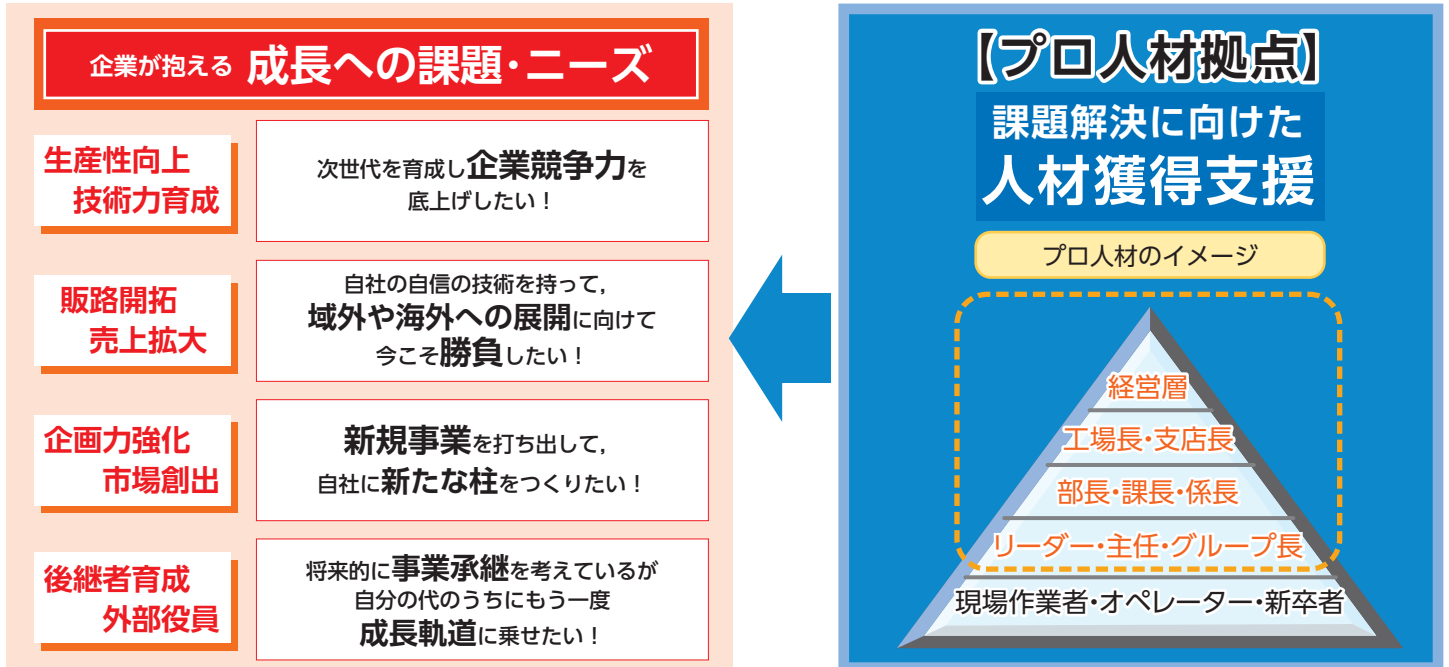 企業が抱える 成長への課題・ニーズ
生産性向上
技術力育成
次世代を育成し企業競争力を
底上げしたい！
販路開拓
売上拡大
自社の自信の技術を持って,
域外や海外への展開に向けて
今こそ勝負したい！
企画力強化
市場創出
新規事業を打ち出して,
自社に新たな柱をつくりたい！
後継者育成
外部役員
将来的に事業承継を考えているが
自分の代のうちにもう一度
成長軌道に乗せたい！
【プロ人材拠点】
課題解決に向けた
人材獲得支援
プロ人材のイメージ
経営層
工場長・支店長
部長・課長・係長
リーダー・主任・グループ長
現場作業者・オペレーター・新卒者